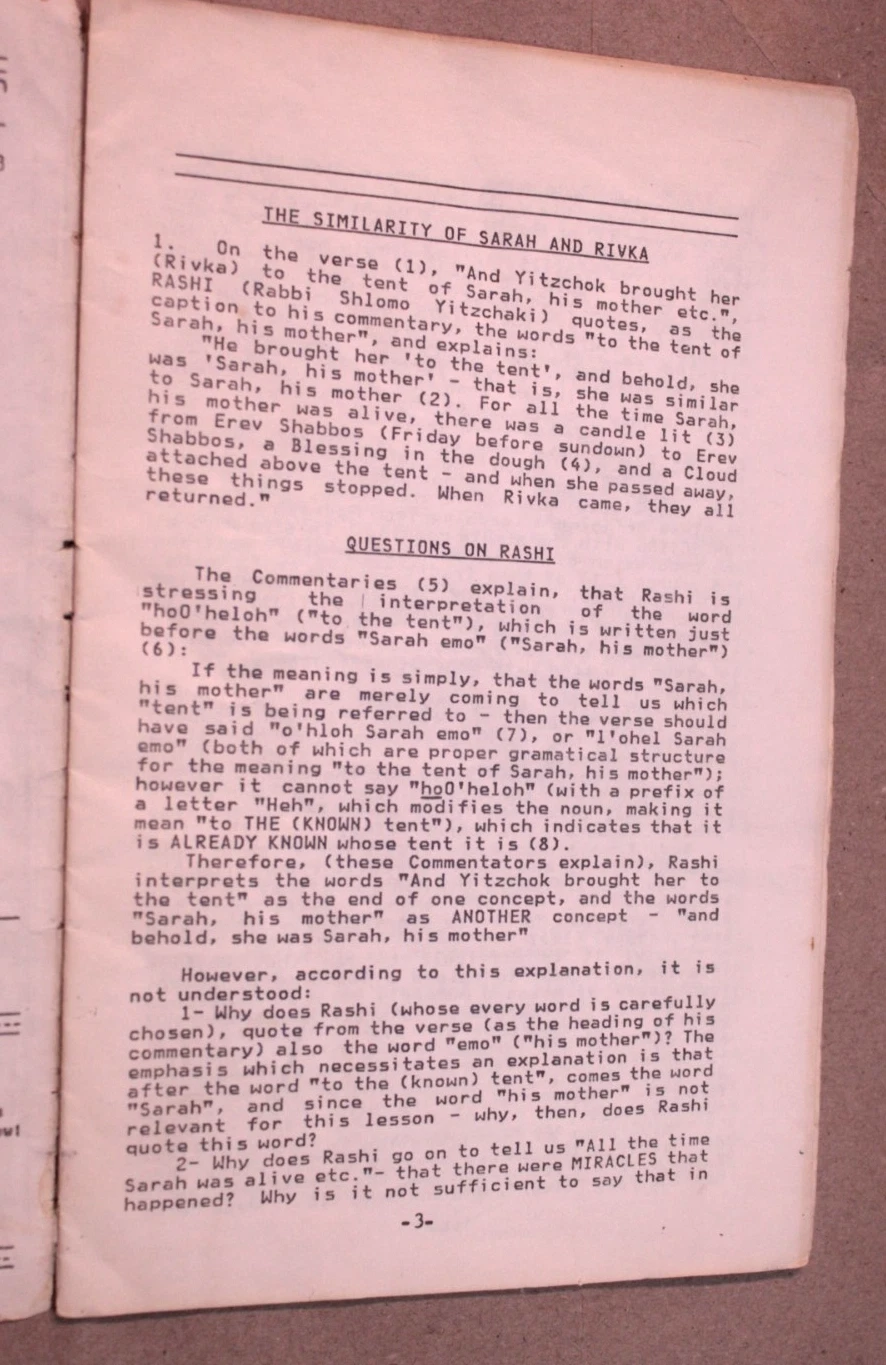 THE SIMILARITY OF SARAH AND RIVKA
1. On the verse (1), "And Yitzchok brought her
(Rivka) to the tent of Sarah, his mother etc.",
RASHI (Rabbi Shlomo Yitzchaki) quotes, as the
caption to his commentary, the words "to the tent of
Sarah, his mother", and explains:
"He brought her 'to the tent', and behold, she
was 'Sarah, his mother' - that is, she was similar
to Sarah, his mother (2). For all the time Sarah,
his mother was alive, there was a candle lit (3)
from Erev Shabbos (Friday before sundown) to Erev
Shabbos, a Blessing in the dough (4), and a Cloud
attached above the tent - and when she passed away,
these things stopped. When Rivka came, they all
returned."
QUESTIONS ON RASHI
The Commentaries (5) explain, that Rashi is
stressing the interpretation of the word
"hoO'heloh" ("to the tent"), which is written just
before the words "Sarah emo" ("Sarah, his mother")
(6):
If the meaning is simply, that the words "Sarah,
his mother" are merely coming to tell us which
"tent" is being referred to - then the verse should
have said "o'hloh Sarah emo" (7), or "l'ohel Sarah
emo" (both of which are proper gramatical structure
for the meaning "to the tent of Sarah, his mother");
however it cannot say "hoO'heloh" (with a prefix of
a letter "Heh", which modifies the noun, making it
mean "to THE (KNOWN) tent"), which indicates that it
is ALREADY KNOWN whose tent it is (8).
Therefore, (these Commentators explain), Rashi
interprets the words "And Yitzchok brought her to
the tent" as the end of one concept, and the words
"Sarah, his mother" as ANOTHER concept - "and
behold, she was Sarah, his mother"
However, according to this explanation, it is
not understood:
1- Why does Rashi (whose every word is carefully
chosen), quote from the verse (as the heading of his
commentary) also the word "emo" ("his mother")? The
emphasis which necessitates an explanation is that
after the word "to the (known) tent", comes the word
"Sarah", and since the word "his mother" is not
relevant for this lesson - why, then, does Rashi
quote this word?
2- Why does Rashi go on to tell us "All the time
Sarah was alive etc."- that there were MIRACLES that
happened? Why is it not sufficient to say that in
-3-